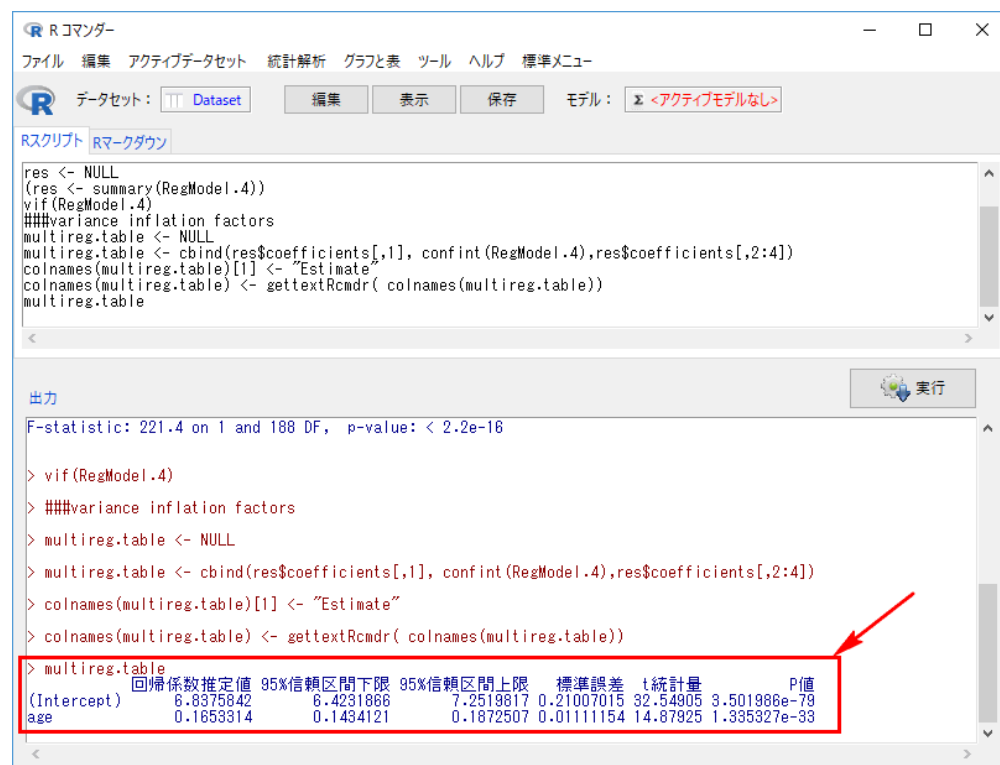 R コマンダー
ファイル 編集 アクティブデータセット 統計解析 グラフと表 ツール ヘルプ 標準メニュー
R データセット： Dataset 編集 表示 保存 モデル： Σ <アクティブモデルなし>
Rスクリプト Rマークダウン
res <- NULL
(res <- summary(RegModel.4))
vif(RegModel.4)
###variance inflation factors
multireg.table <- NULL
multireg.table <- cbind(res$coefficients[,1], confint(RegModel.4),res$coefficients[,2:4])
colnames(multireg.table)[1] <- "Estimate"
colnames(multireg.table) <- gettextRcmdr( colnames(multireg.table))
multireg.table
実行
出力
F-statistic: 221.4 on 1 and 188 DF,  p-value: < 2.2e-16
> vif(RegModel.4)
> ###variance inflation factors
> multireg.table <- NULL
> multireg.table <- cbind(res$coefficients[,1], confint(RegModel.4),res$coefficients[,2:4])
> colnames(multireg.table)[1] <- "Estimate"
> colnames(multireg.table) <- gettextRcmdr( colnames(multireg.table))
> multireg.table
回帰係数推定値 95%信頼区間下限 95%信頼区間上限 標準誤差 t統計量 P値
(Intercept) 6.8375842 6.4231866 7.2519817 0.21007015 32.54905 3.501986e-79
age 0.1653314 0.1434121 0.1872507 0.01111154 14.87925 1.335327e-33